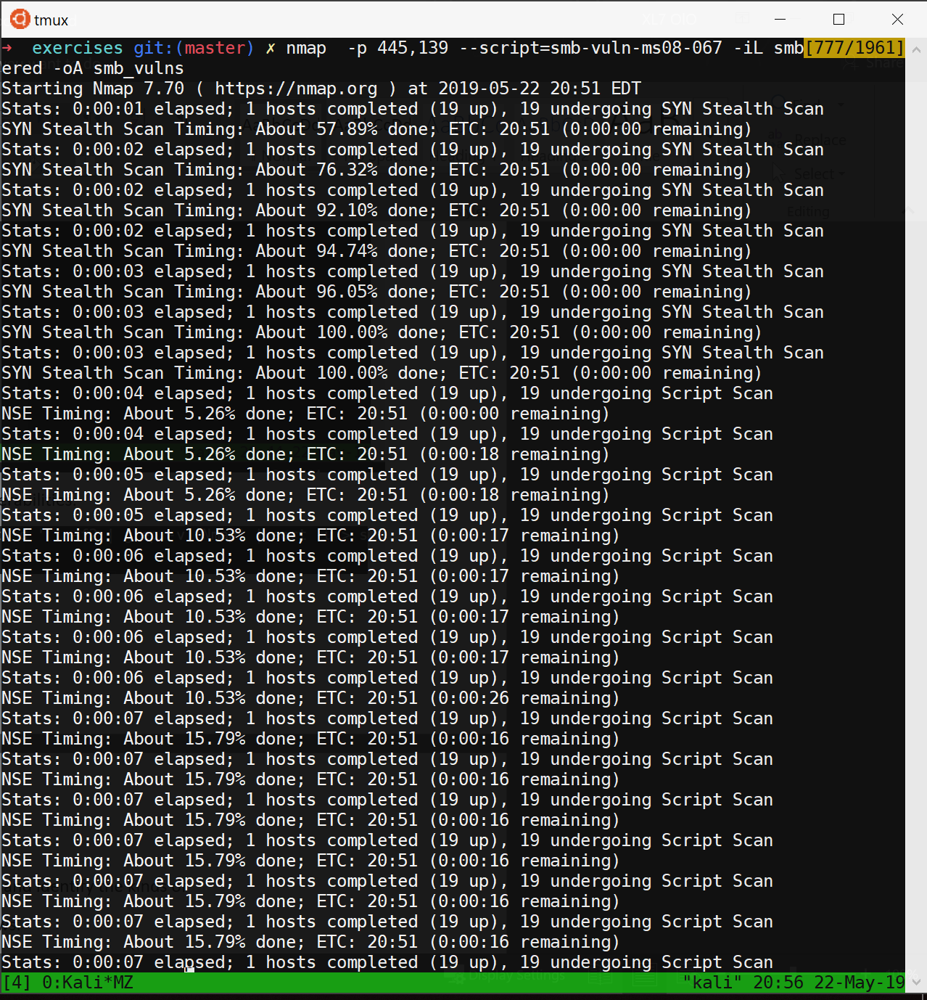 tmux
→ exercises git:(master) ✗ nmap  -p 445,139 --script=smb-vuln-ms08-067 -iL smb[777/1961]
ered -oA smb_vulns
Starting Nmap 7.70 ( https://nmap.org ) at 2019-05-22 20:51 EDT
Stats: 0:00:01 elapsed; 1 hosts completed (19 up), 19 undergoing SYN Stealth Scan
SYN Stealth Scan Timing: About 57.89% done; ETC: 20:51 (0:00:00 remaining)
Stats: 0:00:02 elapsed; 1 hosts completed (19 up), 19 undergoing SYN Stealth Scan
SYN Stealth Scan Timing: About 76.32% done; ETC: 20:51 (0:00:00 remaining)
Stats: 0:00:02 elapsed; 1 hosts completed (19 up), 19 undergoing SYN Stealth Scan
SYN Stealth Scan Timing: About 92.10% done; ETC: 20:51 (0:00:00 remaining)
Stats: 0:00:02 elapsed; 1 hosts completed (19 up), 19 undergoing SYN Stealth Scan
SYN Stealth Scan Timing: About 94.74% done; ETC: 20:51 (0:00:00 remaining)
Stats: 0:00:03 elapsed; 1 hosts completed (19 up), 19 undergoing SYN Stealth Scan
SYN Stealth Scan Timing: About 96.05% done; ETC: 20:51 (0:00:00 remaining)
Stats: 0:00:03 elapsed; 1 hosts completed (19 up), 19 undergoing SYN Stealth Scan
SYN Stealth Scan Timing: About 100.00% done; ETC: 20:51 (0:00:00 remaining)
Stats: 0:00:03 elapsed; 1 hosts completed (19 up), 19 undergoing SYN Stealth Scan
SYN Stealth Scan Timing: About 100.00% done; ETC: 20:51 (0:00:00 remaining)
Stats: 0:00:04 elapsed; 1 hosts completed (19 up), 19 undergoing Script Scan
NSE Timing: About 5.26% done; ETC: 20:51 (0:00:00 remaining)
Stats: 0:00:04 elapsed; 1 hosts completed (19 up), 19 undergoing Script Scan
NSE Timing: About 5.26% done; ETC: 20:51 (0:00:18 remaining)
Stats: 0:00:05 elapsed; 1 hosts completed (19 up), 19 undergoing Script Scan
NSE Timing: About 5.26% done; ETC: 20:51 (0:00:18 remaining)
Stats: 0:00:05 elapsed; 1 hosts completed (19 up), 19 undergoing Script Scan
NSE Timing: About 10.53% done; ETC: 20:51 (0:00:17 remaining)
Stats: 0:00:06 elapsed; 1 hosts completed (19 up), 19 undergoing Script Scan
NSE Timing: About 10.53% done; ETC: 20:51 (0:00:17 remaining)
Stats: 0:00:06 elapsed; 1 hosts completed (19 up), 19 undergoing Script Scan
NSE Timing: About 10.53% done; ETC: 20:51 (0:00:17 remaining)
Stats: 0:00:06 elapsed; 1 hosts completed (19 up), 19 undergoing Script Scan
NSE Timing: About 10.53% done; ETC: 20:51 (0:00:17 remaining)
Stats: 0:00:06 elapsed; 1 hosts completed (19 up), 19 undergoing Script Scan
NSE Timing: About 10.53% done; ETC: 20:51 (0:00:26 remaining)
Stats: 0:00:07 elapsed; 1 hosts completed (19 up), 19 undergoing Script Scan
NSE Timing: About 15.79% done; ETC: 20:51 (0:00:16 remaining)
Stats: 0:00:07 elapsed; 1 hosts completed (19 up), 19 undergoing Script Scan
NSE Timing: About 15.79% done; ETC: 20:51 (0:00:16 remaining)
Stats: 0:00:07 elapsed; 1 hosts completed (19 up), 19 undergoing Script Scan
NSE Timing: About 15.79% done; ETC: 20:51 (0:00:16 remaining)
Stats: 0:00:07 elapsed; 1 hosts completed (19 up), 19 undergoing Script Scan
NSE Timing: About 15.79% done; ETC: 20:51 (0:00:16 remaining)
Stats: 0:00:07 elapsed; 1 hosts completed (19 up), 19 undergoing Script Scan
NSE Timing: About 15.79% done; ETC: 20:51 (0:00:16 remaining)
Stats: 0:00:07 elapsed; 1 hosts completed (19 up), 19 undergoing Script Scan
NSE Timing: About 15.79% done; ETC: 20:51 (0:00:16 remaining)
Stats: 0:00:07 elapsed; 1 hosts completed (19 up), 19 undergoing Script Scan
[4] 0:Kali*MZ "kali" 20:56 22-May-19